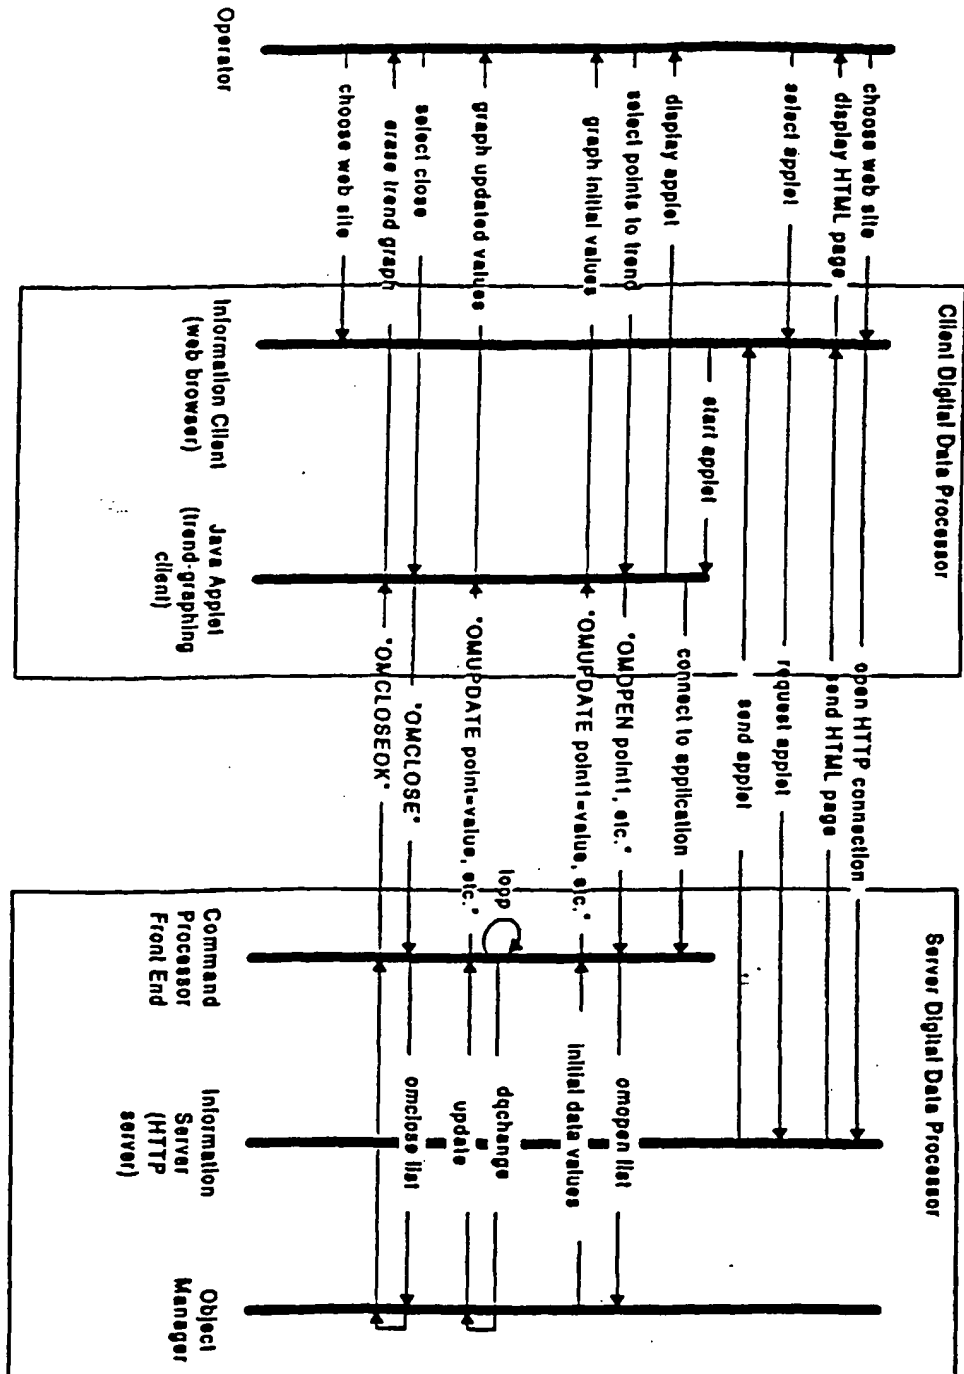 Client Digital Data Processor
Server Digital Data Processor
choose web site
open HTTP connection
display HTML page
send HTML page
select applet
request applet
send applet
start applet
connect to application
display applet
select points to trend
"OMOPEN point1, etc."
omopen list
graph initial values
"OMUPDATE point1=value, etc."
initial data values
loop
dqchange
graph updated values
"OMUPDATE point=value, etc."
update
select close
"OMCLOSE"
omclose list
erase trend graph
"OMCLOSEOK"
choose web site
Operator
Information Client
(web browser)
Java Applet
(trend-graphing
client)
Command
Processor
Front End
Information
Server
(HTTP
server)
Object
Manager